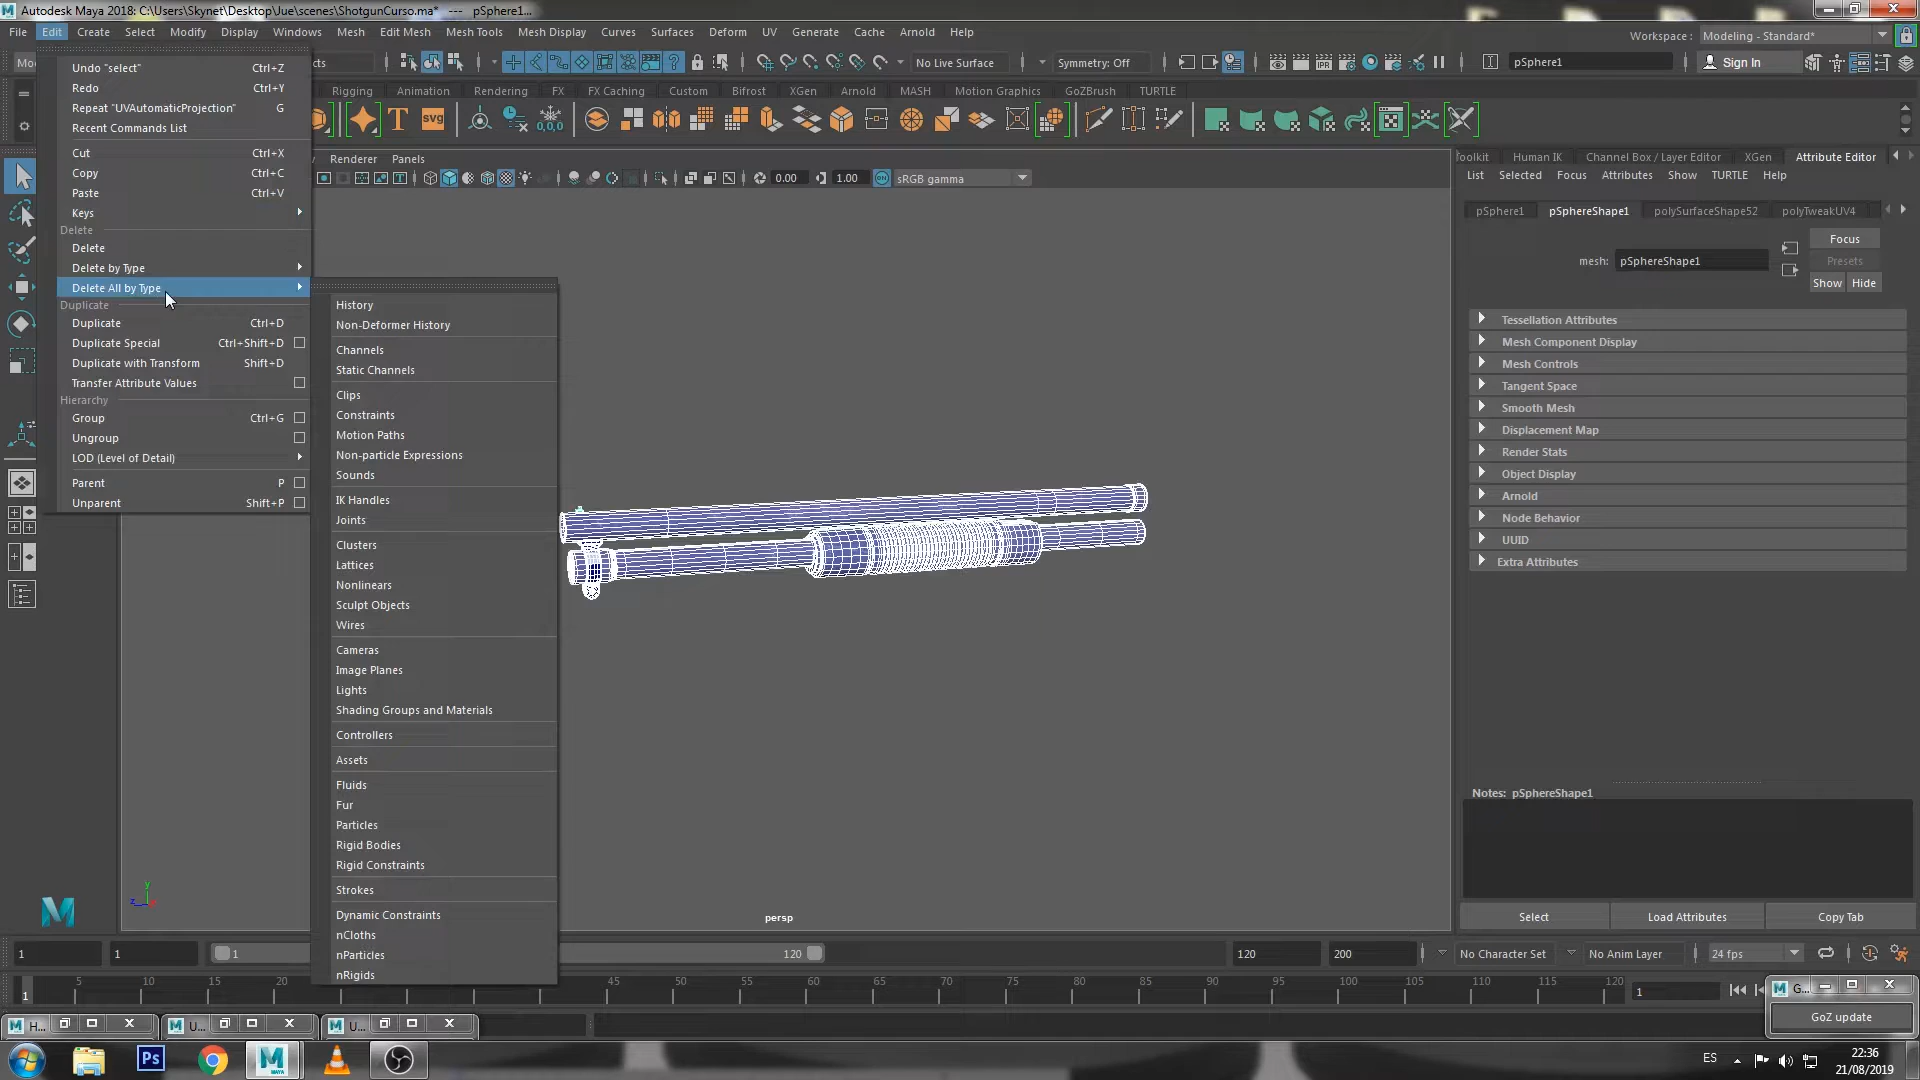 Autodesk Maya 2018: C:\Users\Skynet\Desktop\Jue\scenes\ShotgunCurso.ma* --- pSphere1...
File Edit Create Select Modify Display Windows Mesh Edit Mesh Mesh Tools Mesh Display Curves Surfaces Deform UV Generate Cache Arnold Help
Workspace : Modeling - Standard*
No Live Surface
Symmetry: Off
pSphere1
Sign In
Rigging Animation Rendering FX FX Caching Custom Bifrost XGen Arnold MASH Motion Graphics GoZBrush TURTLE
Undo "select" Ctrl+Z
Redo Ctrl+Y
Repeat "UVAutomaticProjection" G
Recent Commands List
Cut Ctrl+X
Copy Ctrl+C
Paste Ctrl+V
Keys
Delete
Delete
Delete by Type
Delete All by Type
Duplicate
Duplicate Ctrl+D
Duplicate Special Ctrl+Shift+D
Duplicate with Transform Shift+D
Transfer Attribute Values
Hierarchy
Group Ctrl+G
Ungroup
LOD (Level of Detail)
Parent P
Unparent Shift+P
History
Non-Deformer History
Channels
Static Channels
Clips
Constraints
Motion Paths
Non-particle Expressions
Sounds
IK Handles
Joints
Clusters
Lattices
Nonlinears
Sculpt Objects
Wires
Cameras
Image Planes
Lights
Shading Groups and Materials
Controllers
Assets
Fluids
Fur
Particles
Rigid Bodies
Rigid Constraints
Strokes
Dynamic Constraints
nCloths
nParticles
nRigids
Renderer Panels
0.00 1.00 sRGB gamma
persp
Toolkit Human IK Channel Box / Layer Editor XGen Attribute Editor
List Selected Focus Attributes Show TURTLE Help
pSphere1 pSphereShape1 polySurfaceShape52 polyTweakUV4
mesh: pSphereShape1
Focus
Presets
Show Hide
Tessellation Attributes
Mesh Component Display
Mesh Controls
Tangent Space
Smooth Mesh
Displacement Map
Render Stats
Object Display
Arnold
Node Behavior
UUID
Extra Attributes
Notes: pSphereShape1
Select Load Attributes Copy Tab
1 1 1 120 120 200 No Character Set No Anim Layer 24 fps
1 5 10 15 20 45 50 55 60 65 70 75 80 85 90 95 100 105 110 115 120 1
G...
GoZ update
H... U... U...
svg
0,0,0
IPR
Ps
MAYA
ES
22:36
21/08/2019